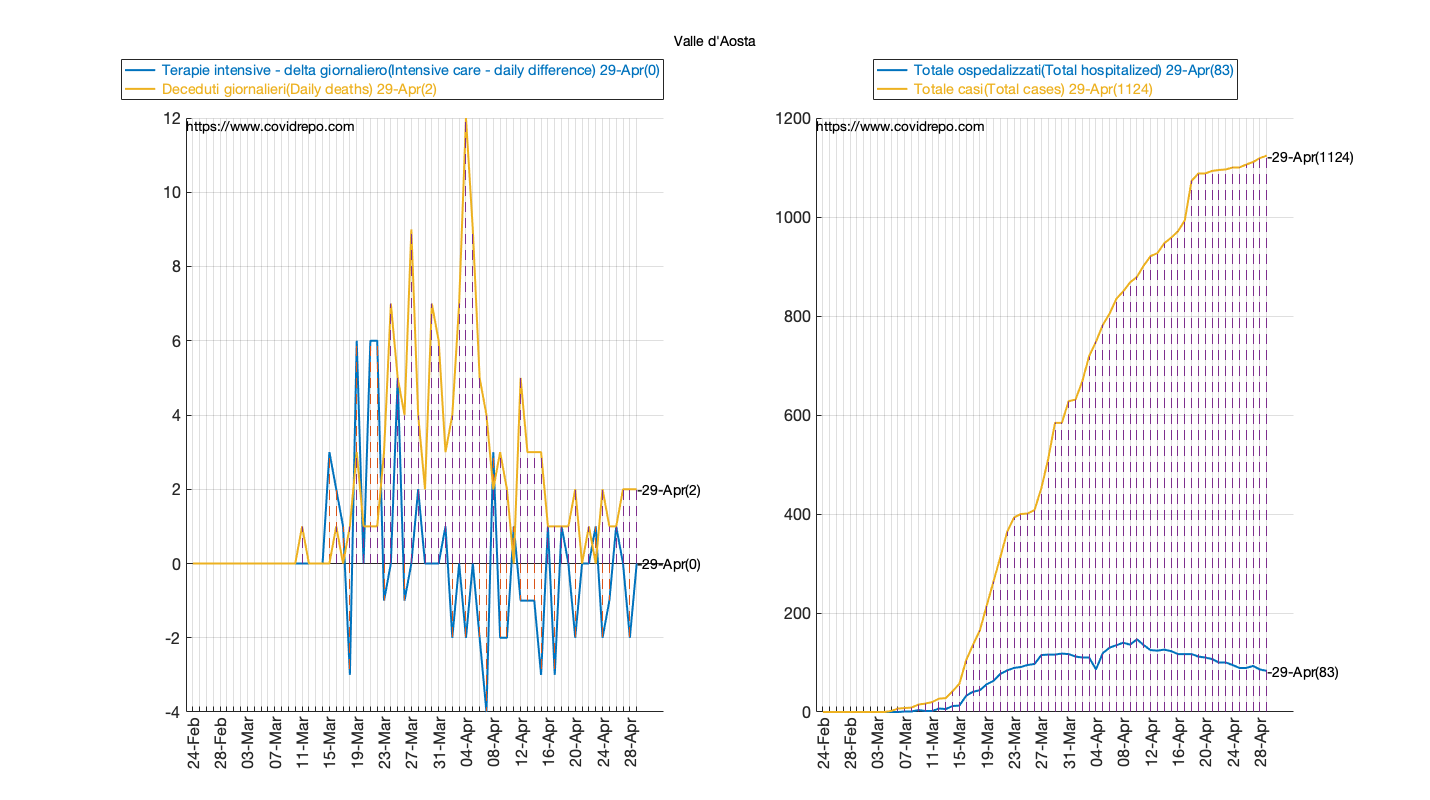 Valle d'Aosta
Terapie intensive - delta giornaliero(Intensive care - daily difference) 29-Apr(0)
Deceduti giornalieri(Daily deaths) 29-Apr(2)
https://www.covidrepo.com
12
10
8
6
4
2
0
-2
-4
-29-Apr(2)
-29-Apr(0)
24-Feb
28-Feb
03-Mar
07-Mar
11-Mar
15-Mar
19-Mar
23-Mar
27-Mar
31-Mar
04-Apr
08-Apr
12-Apr
16-Apr
20-Apr
24-Apr
28-Apr
Totale ospedalizzati(Total hospitalized) 29-Apr(83)
Totale casi(Total cases) 29-Apr(1124)
https://www.covidrepo.com
1200
1000
800
600
400
200
0
-29-Apr(1124)
-29-Apr(83)
24-Feb
28-Feb
03-Mar
07-Mar
11-Mar
15-Mar
19-Mar
23-Mar
27-Mar
31-Mar
04-Apr
08-Apr
12-Apr
16-Apr
20-Apr
24-Apr
28-Apr